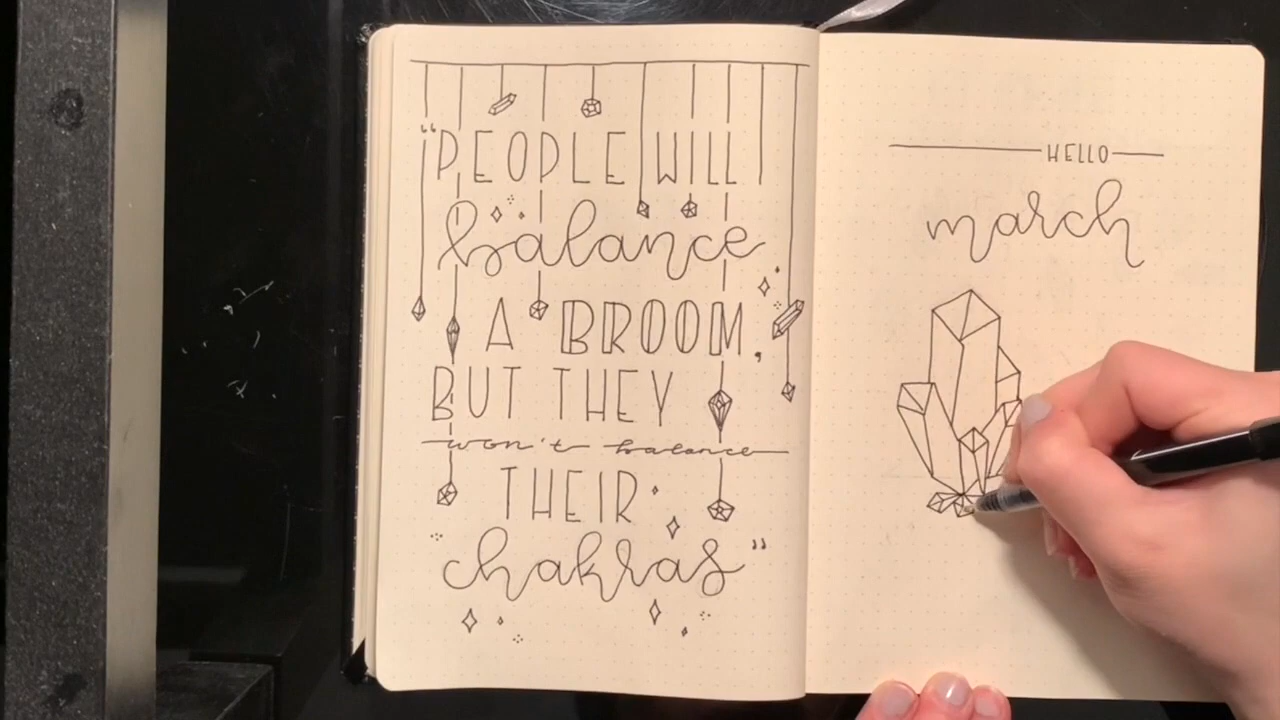 “PEOPLE WILL
balance
A BROOM,
BUT THEY
won't balance
THEIR
chakras”
HELLO
march